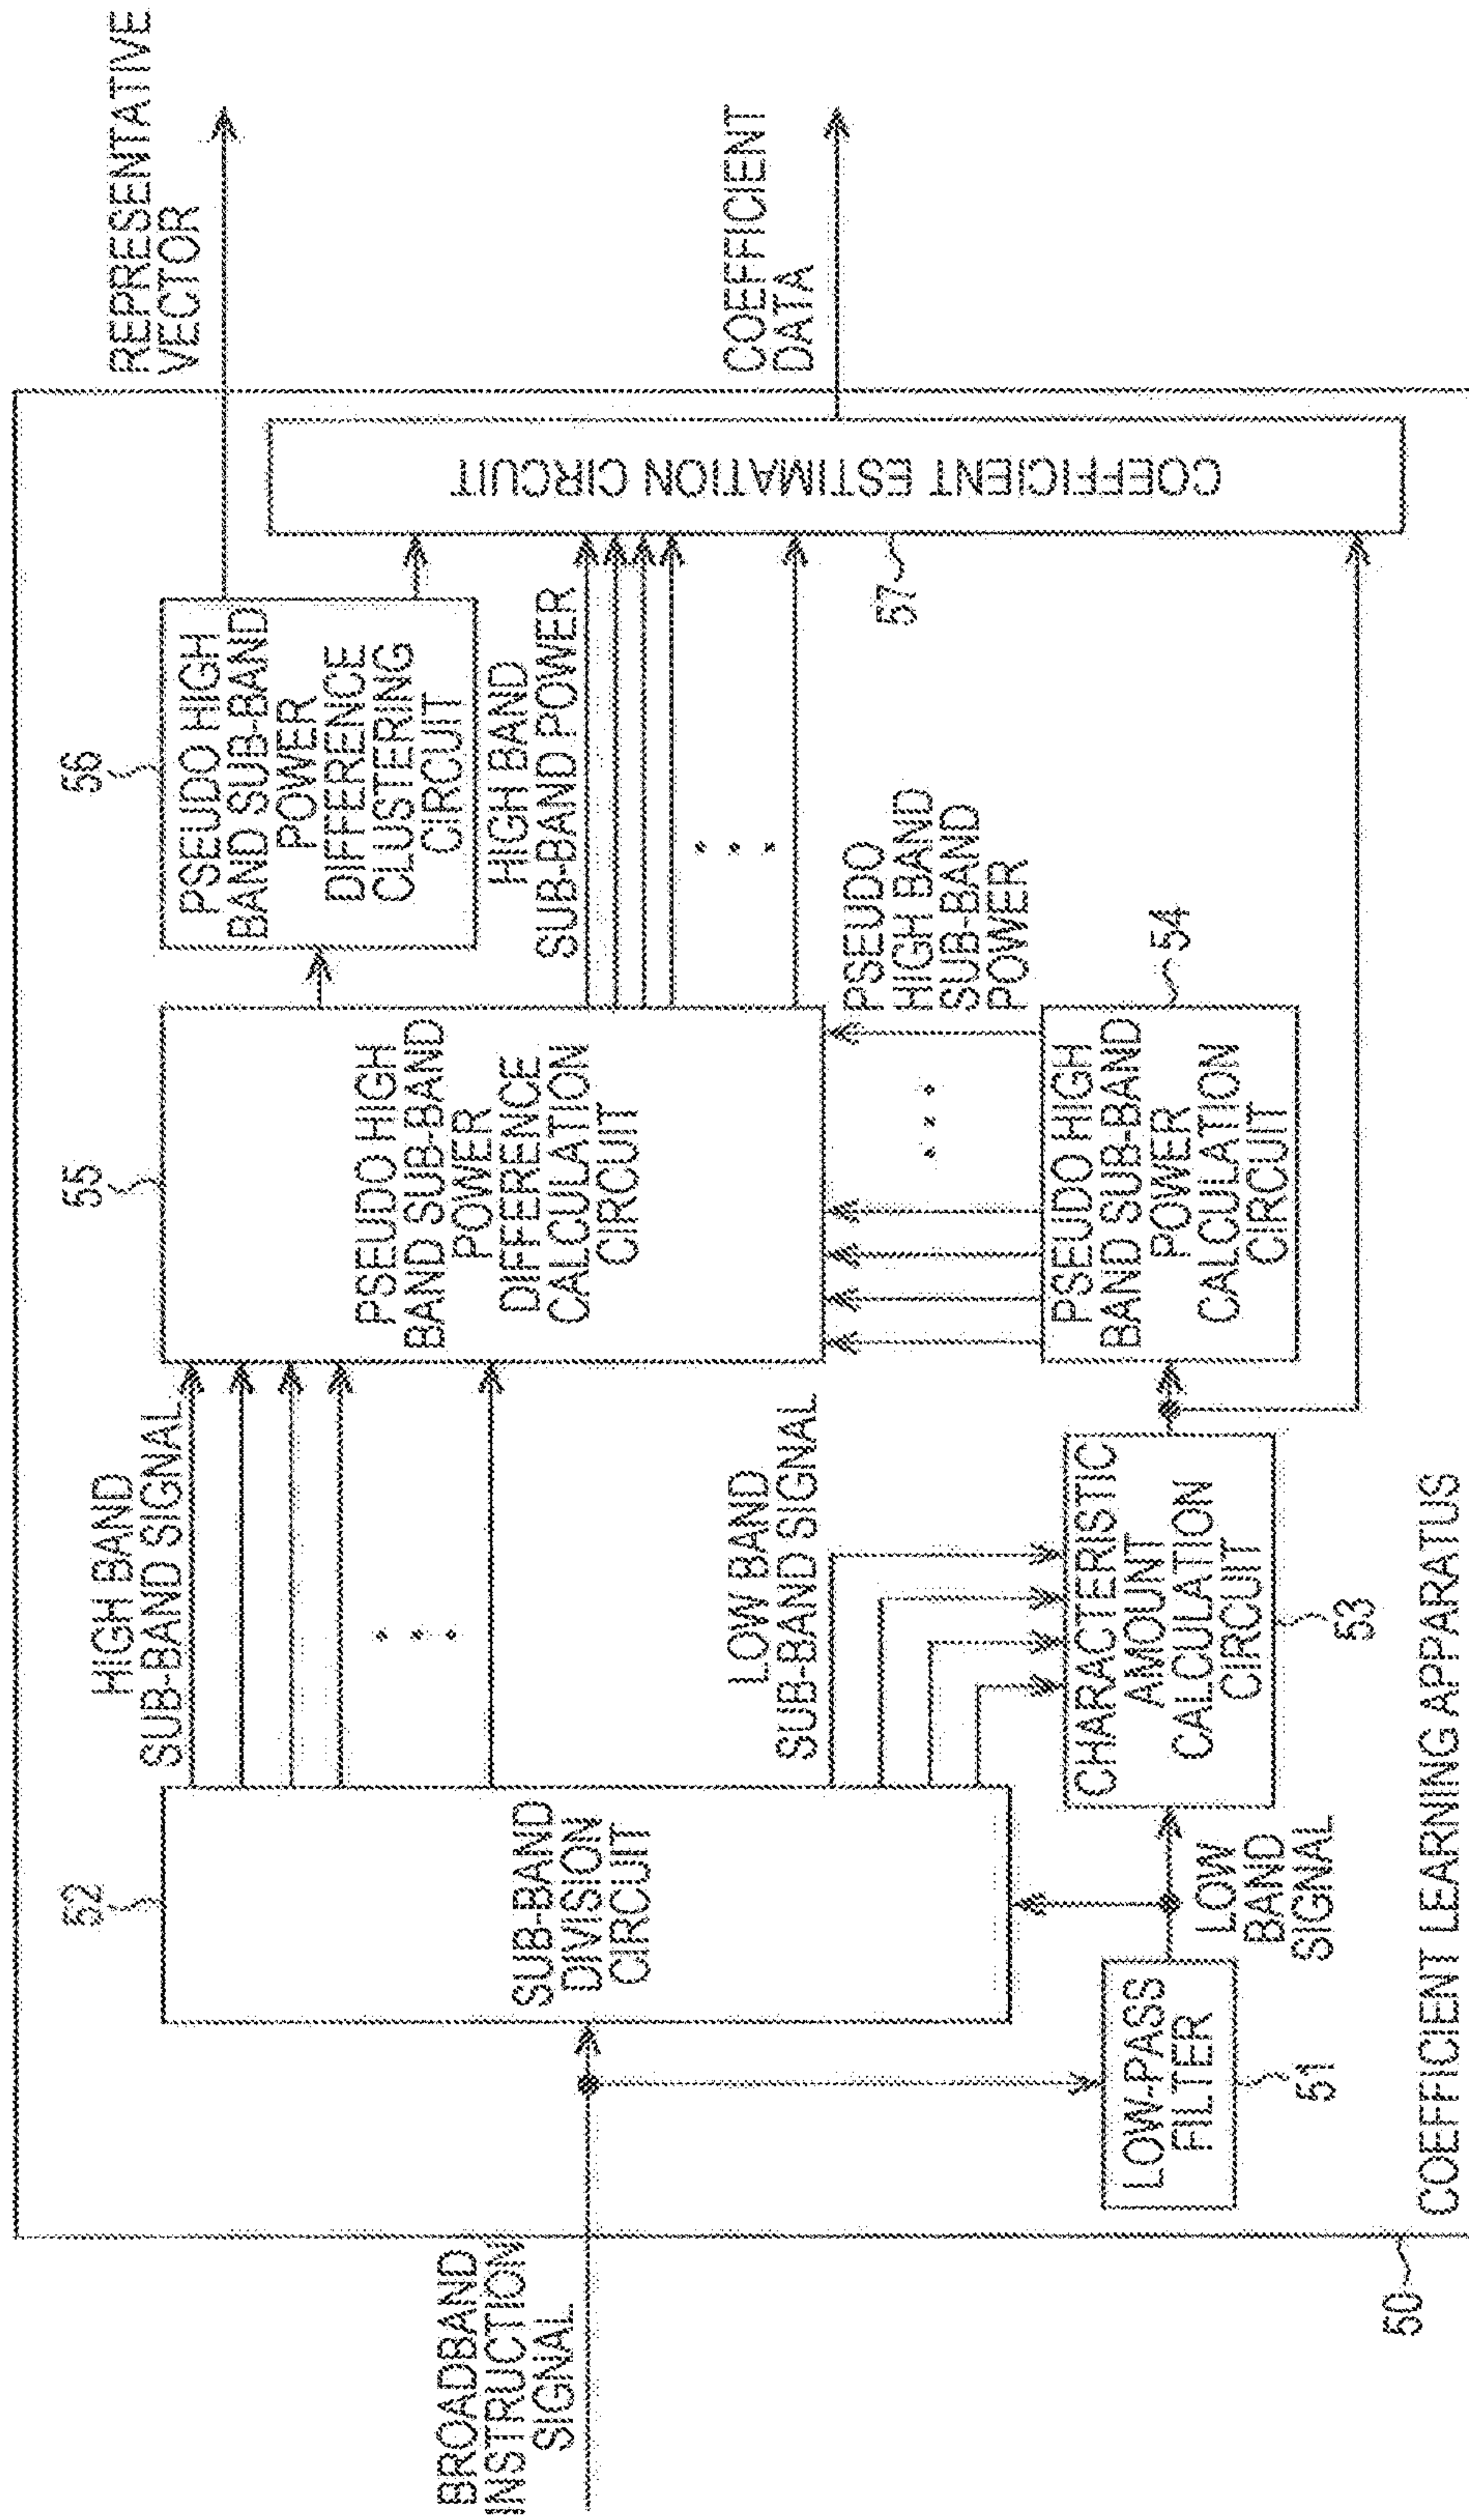 BROADBAND
INSTRUCTION
SIGNAL
50
COEFFICIENT LEARNING APPARATUS
52
SUB-BAND
DIVISION
CIRCUIT
LOW-PASS
FILTER
51
LOW
BAND
SIGNAL
HIGH BAND
SUB-BAND SIGNAL
LOW BAND
SUB-BAND SIGNAL
CHARACTERISTIC
AMOUNT
CALCULATION
CIRCUIT
53
55
PSEUDO HIGH
BAND SUB-BAND
POWER
DIFFERENCE
CALCULATION
CIRCUIT
PSEUDO
HIGH BAND
SUB-BAND
POWER
PSEUDO HIGH
BAND SUB-BAND
POWER
CALCULATION
CIRCUIT
54
56
PSEUDO HIGH
BAND SUB-BAND
POWER
DIFFERENCE
CLUSTERING
CIRCUIT
HIGH BAND
SUB-BAND POWER
57
COEFFICIENT ESTIMATION CIRCUIT
REPRESENTATIVE
VECTOR
COEFFICIENT
DATA